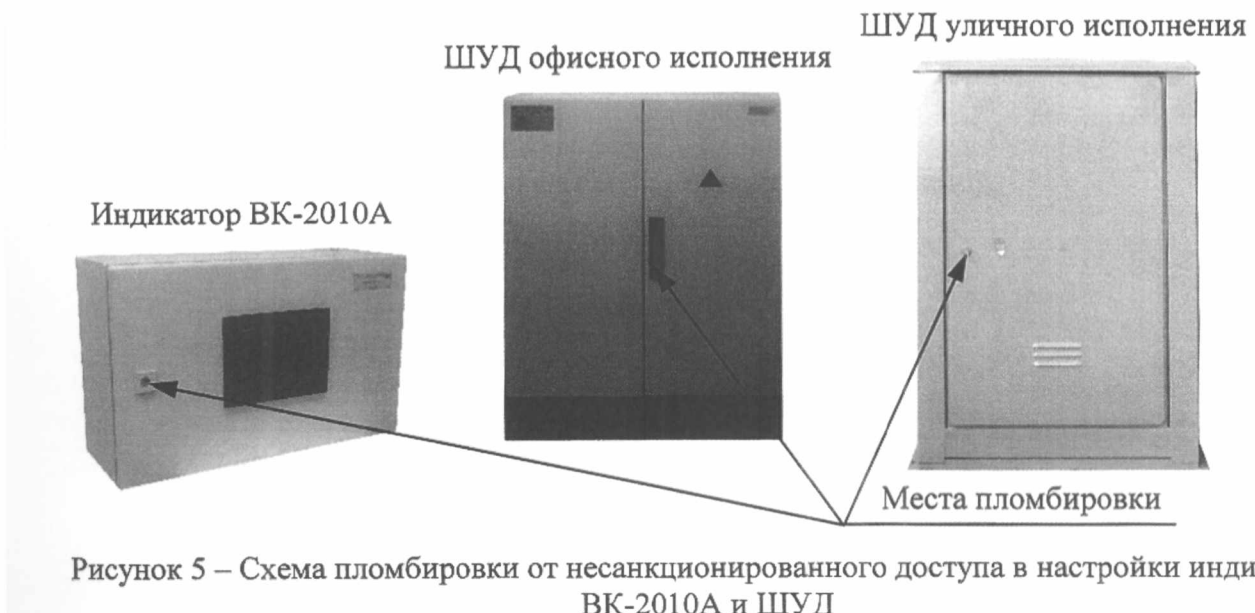 ШУД уличного исполнения
ШУД офисного исполнения
Индикатор ВК-2010А
Места пломбировки
Рисунок 5 – Схема пломбировки от несанкционированного доступа в настройки инди
ВК-2010А и ШУД